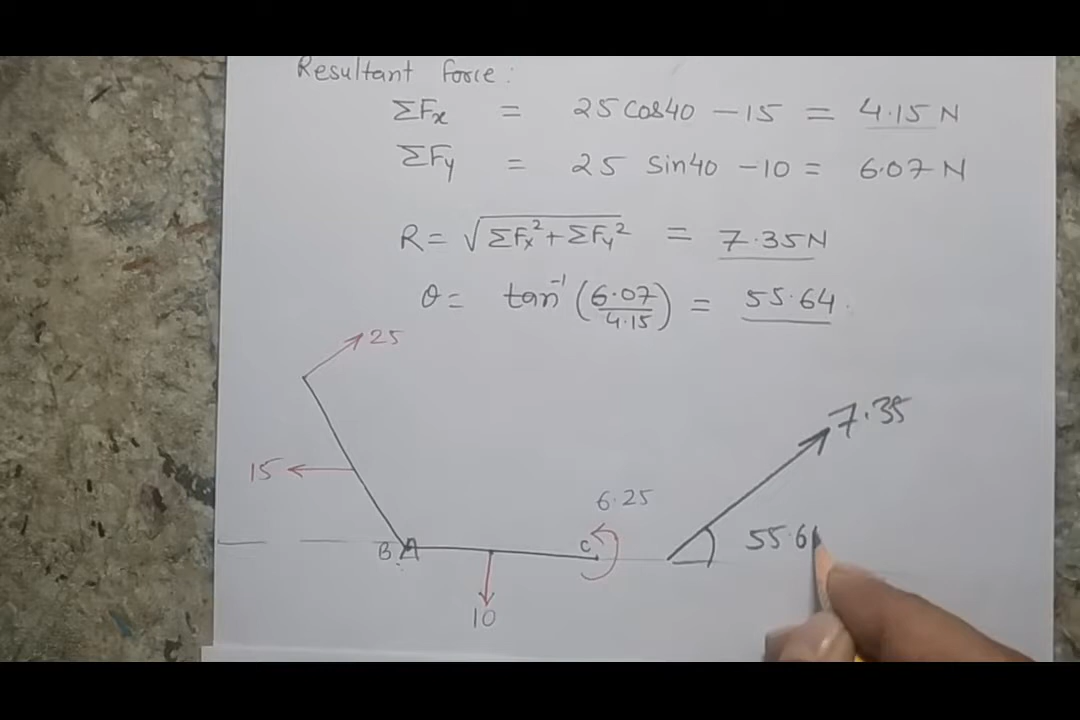 Resultant force:
ΣFx = 25 cos40 - 15 = 4.15 N
ΣFy = 25 Sin40 - 10 = 6.07 N
R = √ΣFx² + ΣFy² = 7.35N
θ = tan⁻¹(6.07/4.15) = 55.64.
25
7.35
15
6.25
B
C
55.6
10